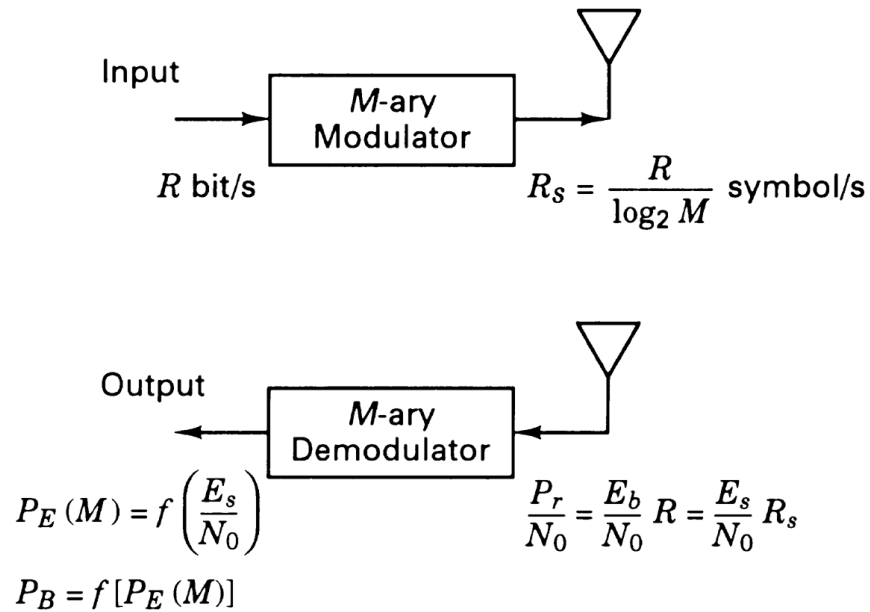 Input
M-ary
Modulator
R bit/s
R_s = R / log₂ M symbol/s
Output
M-ary
Demodulator
P_E (M) = f (E_s / N_0)
P_r / N_0 = E_b / N_0 R = E_s / N_0 R_s
P_B = f [P_E (M)]